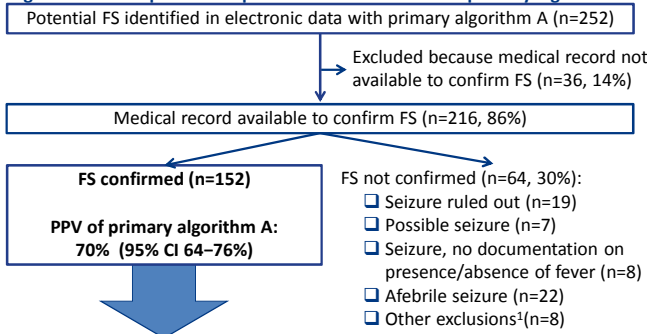 Potential FS identified in electronic data with primary algorithm A (n=252)
Excluded because medical record not
available to confirm FS (n=36, 14%)
Medical record available to confirm FS (n=216, 86%)
FS confirmed (n=152)
PPV of primary algorithm A:
70% (95% CI 64–76%)
FS not confirmed (n=64, 30%):
❑ Seizure ruled out (n=19)
❑ Possible seizure (n=7)
❑ Seizure, no documentation on
presence/absence of fever (n=8)
❑ Afebrile seizure (n=22)
❑ Other exclusions¹(n=8)